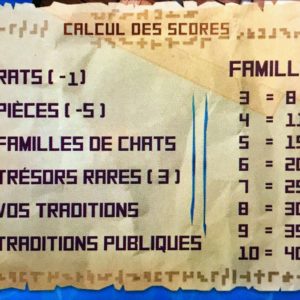 CALCUL DES SCORES
RATS (-1)
PIÈCES (-5)
FAMILLES DE CHATS
TRÉSORS RARES (3)
VOS TRADITIONS
TRADITIONS PUBLIQUES
FAMILL
3 = 8
4 = 11
5 = 15
6 = 20
7 = 25
8 = 30
9 = 35
10 = 40